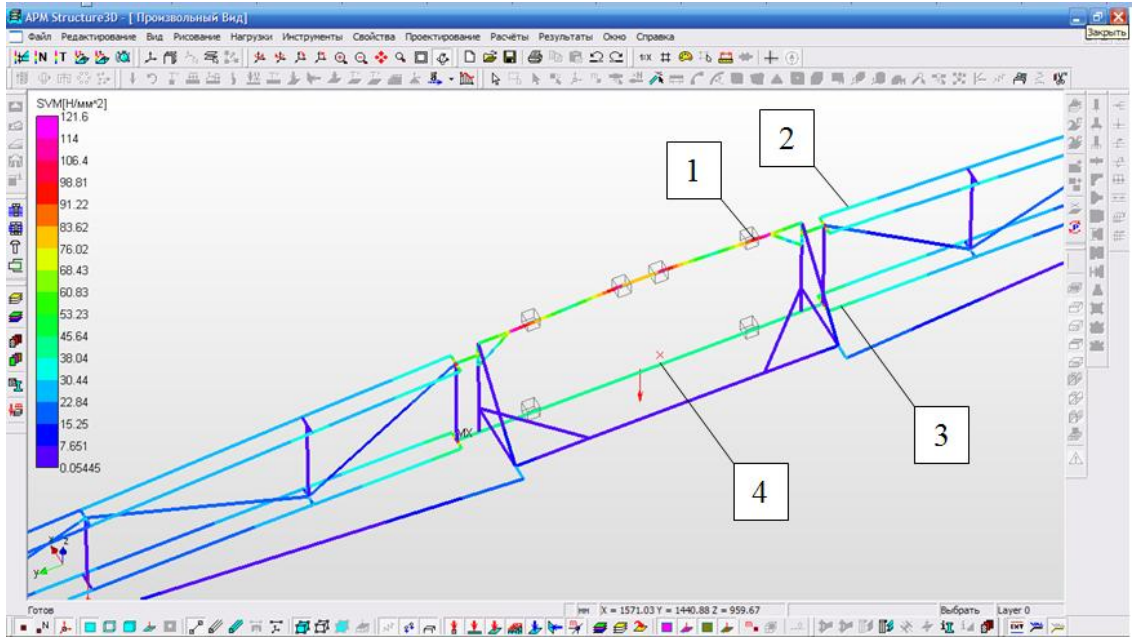 APM Structure3D - [ Произвольный Вид]
Закрыть
Файл Редактирование Вид Рисование Нагрузки Инструменты Свойства Проектирование Расчёты Результаты Окно Справка
SVM[Н/мм^2]
121.6
114
106.4
98.81
91.22
83.62
76.02
68.43
60.83
53.23
45.64
38.04
30.44
22.84
15.25
7.651
0.05445
1
2
3
4
MX
z
y
Готов
мм X = 1571.03 Y = 1440.88 Z = 959.67 Выбрать Layer 0